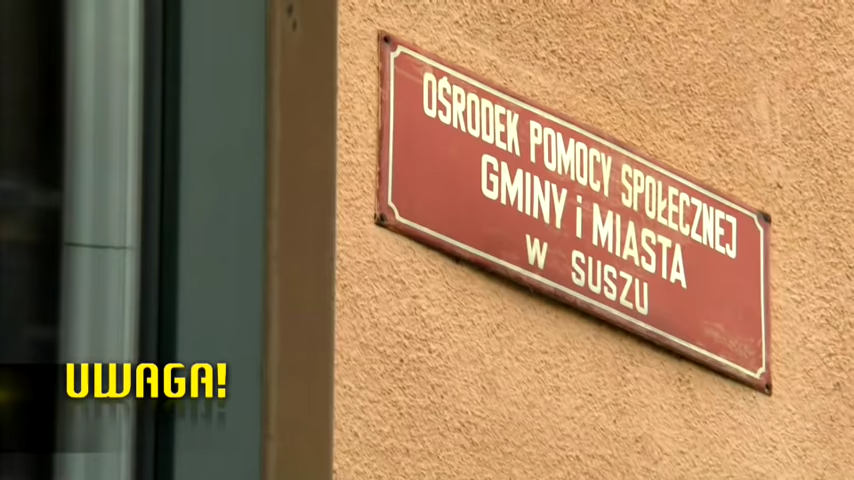 OŚRODEK POMOCY SPOŁECZNEJ
GMINY i MIASTA
W SUSZU
UWAGA!